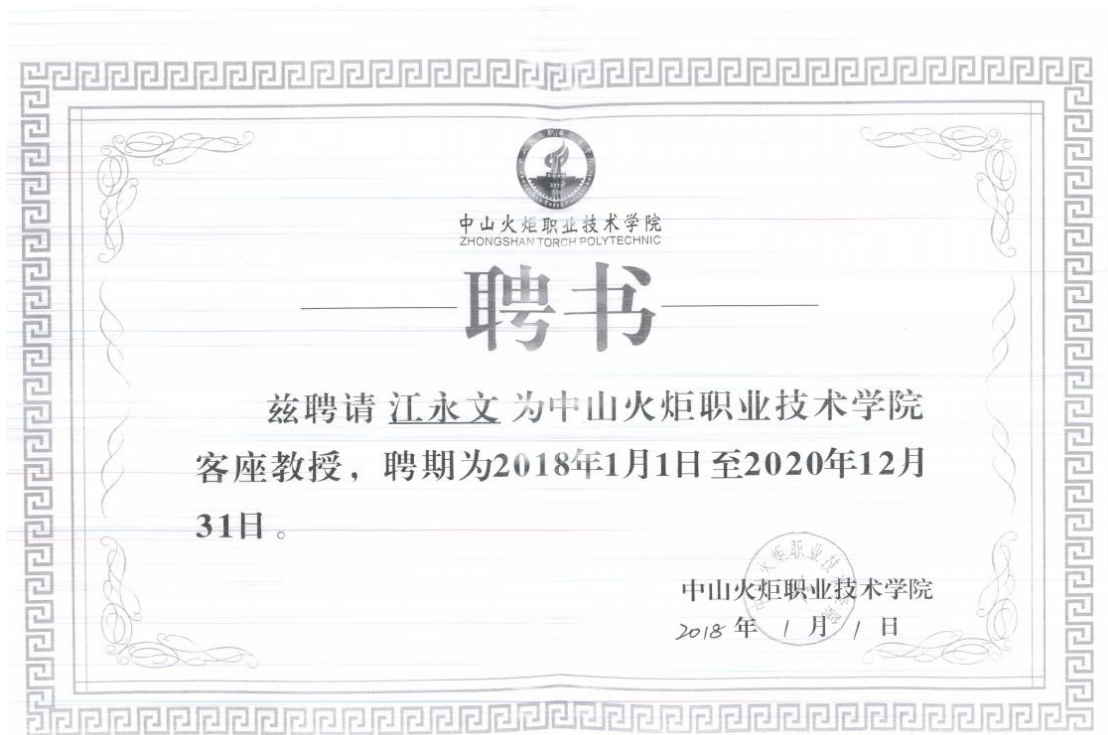 中山火炬职业技术学院
ZHONGSHAN TORCH POLYTECHNIC
聘书
兹聘请 江永文 为中山火炬职业技术学院
客座教授，聘期为2018年1月1日至2020年12月
31日。
中山火炬职业技术学院
2018 年 1 月 1 日